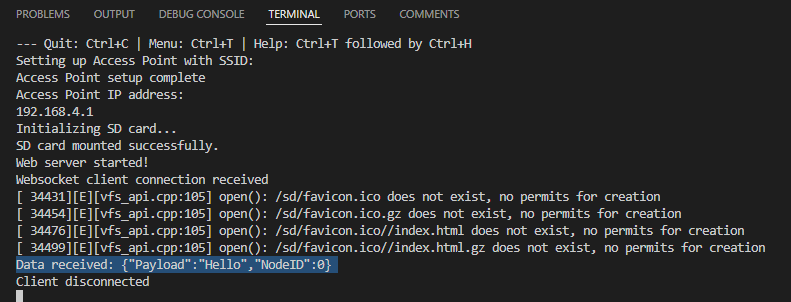 PROBLEMS OUTPUT DEBUG CONSOLE TERMINAL PORTS COMMENTS
--- Quit: Ctrl+C | Menu: Ctrl+T | Help: Ctrl+T followed by Ctrl+H
Setting up Access Point with SSID:
Access Point setup complete
Access Point IP address:
192.168.4.1
Initializing SD card...
SD card mounted successfully.
Web server started!
Websocket client connection received
[ 34431][E][vfs_api.cpp:105] open(): /sd/favicon.ico does not exist, no permits for creation
[ 34454][E][vfs_api.cpp:105] open(): /sd/favicon.ico.gz does not exist, no permits for creation
[ 34476][E][vfs_api.cpp:105] open(): /sd/favicon.ico//index.html does not exist, no permits for creation
[ 34499][E][vfs_api.cpp:105] open(): /sd/favicon.ico//index.html.gz does not exist, no permits for creation
Data received: {"Payload":"Hello","NodeID":0}
Client disconnected